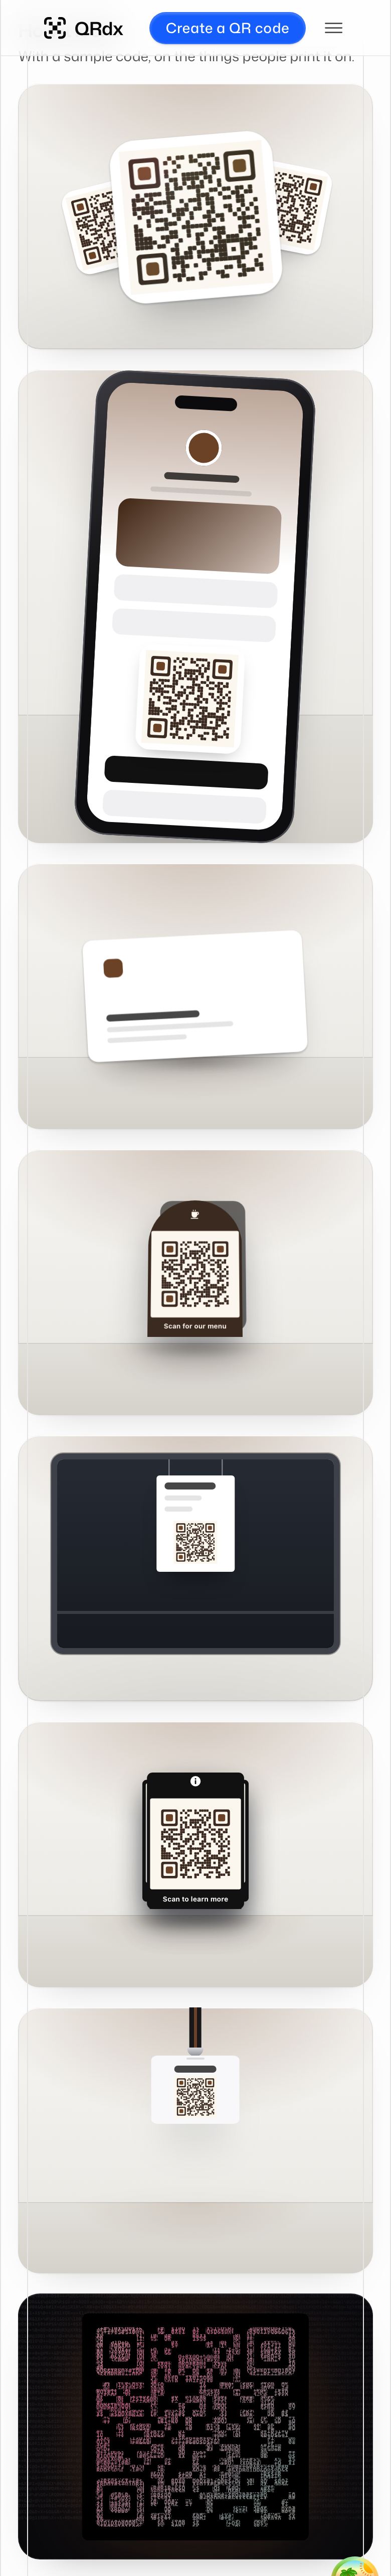 QRdx
Create a QR code
With a sample code, on the things people print it on.
Scan for our menu
Scan to learn more